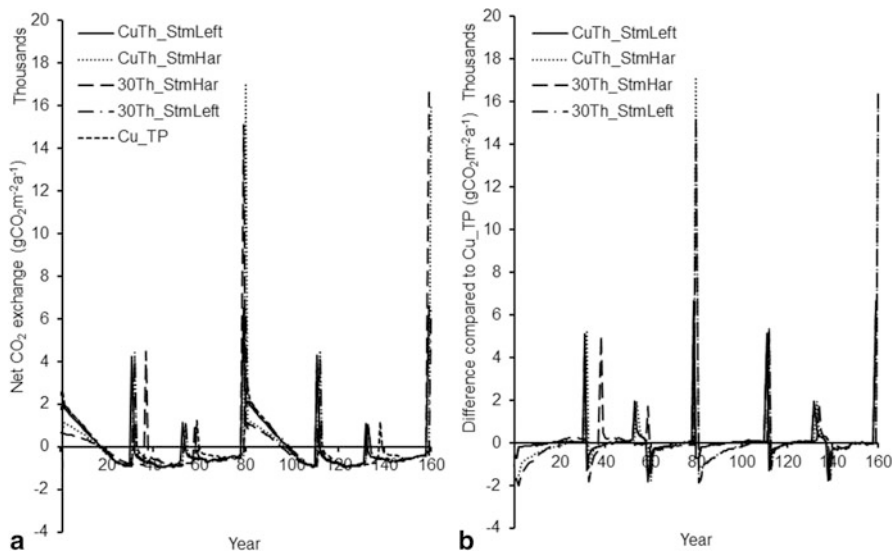 Thousands
Net CO₂ exchange (gCO₂m⁻²a⁻¹)
20
18
16
14
12
10
8
6
4
2
0
-2
-4
CuTh_StmLeft
CuTh_StmHar
30Th_StmHar
30Th_StmLeft
Cu_TP
20 40 60 80 100 120 140 160
Year
a
Thousands
Difference compared to Cu_TP (gCO₂m⁻²a⁻¹)
20
18
16
14
12
10
8
6
4
2
0
-2
-4
CuTh_StmLeft
CuTh_StmHar
30Th_StmHar
30Th_StmLeft
20 40 60 80 100 120 140 160
Year
b